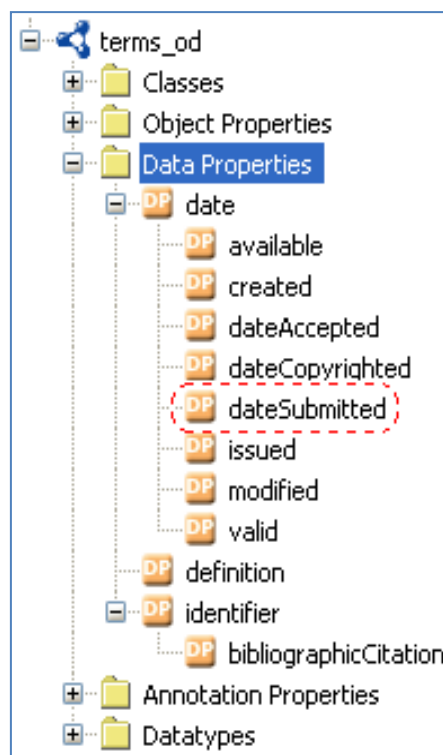 terms_od
Classes
Object Properties
Data Properties
DP date
DP available
DP created
DP dateAccepted
DP dateCopyrighted
DP dateSubmitted
DP issued
DP modified
DP valid
DP definition
DP identifier
DP bibliographicCitation
Annotation Properties
Datatypes